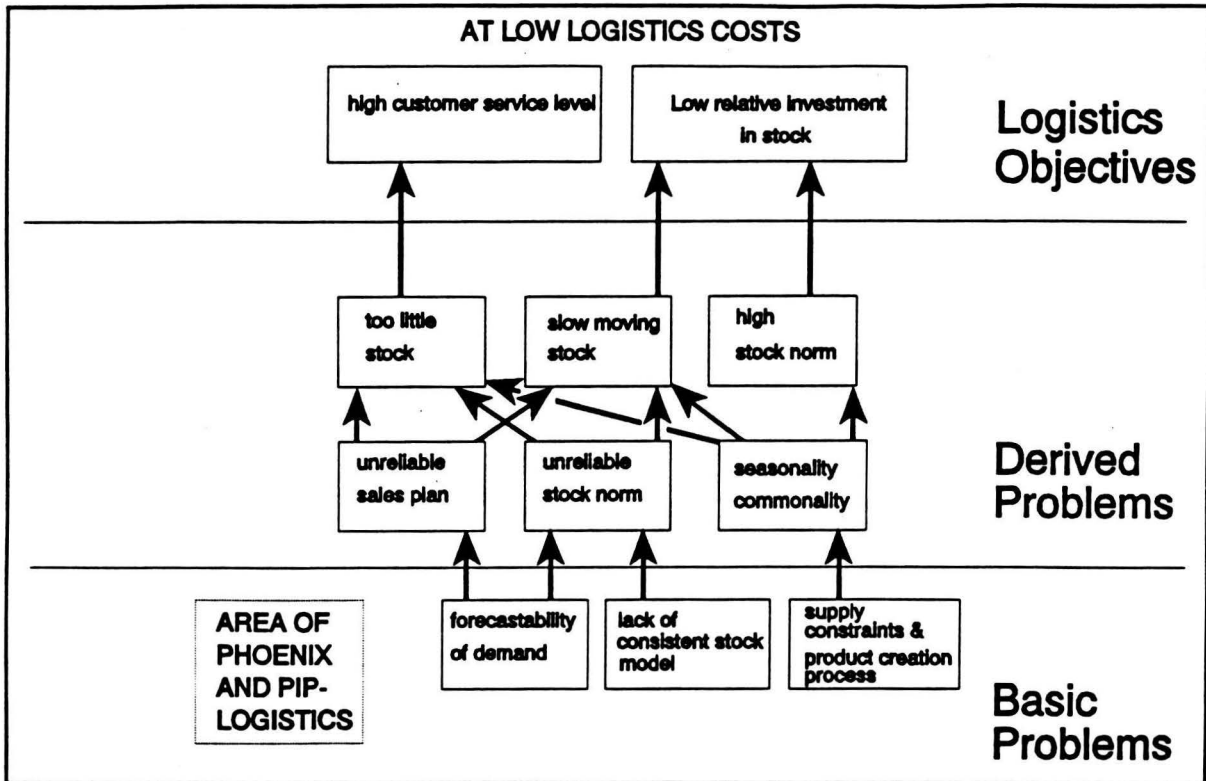 AT LOW LOGISTICS COSTS
high customer service level
Low relative investment
in stock
Logistics
Objectives
too little
stock
slow moving
stock
high
stock norm
unreliable
sales plan
unreliable
stock norm
seasonality
commonality
Derived
Problems
AREA OF
PHOENIX
AND PIP-
LOGISTICS
forecastability
of demand
lack of
consistent stock
model
supply
constraints &
product creation
process
Basic
Problems